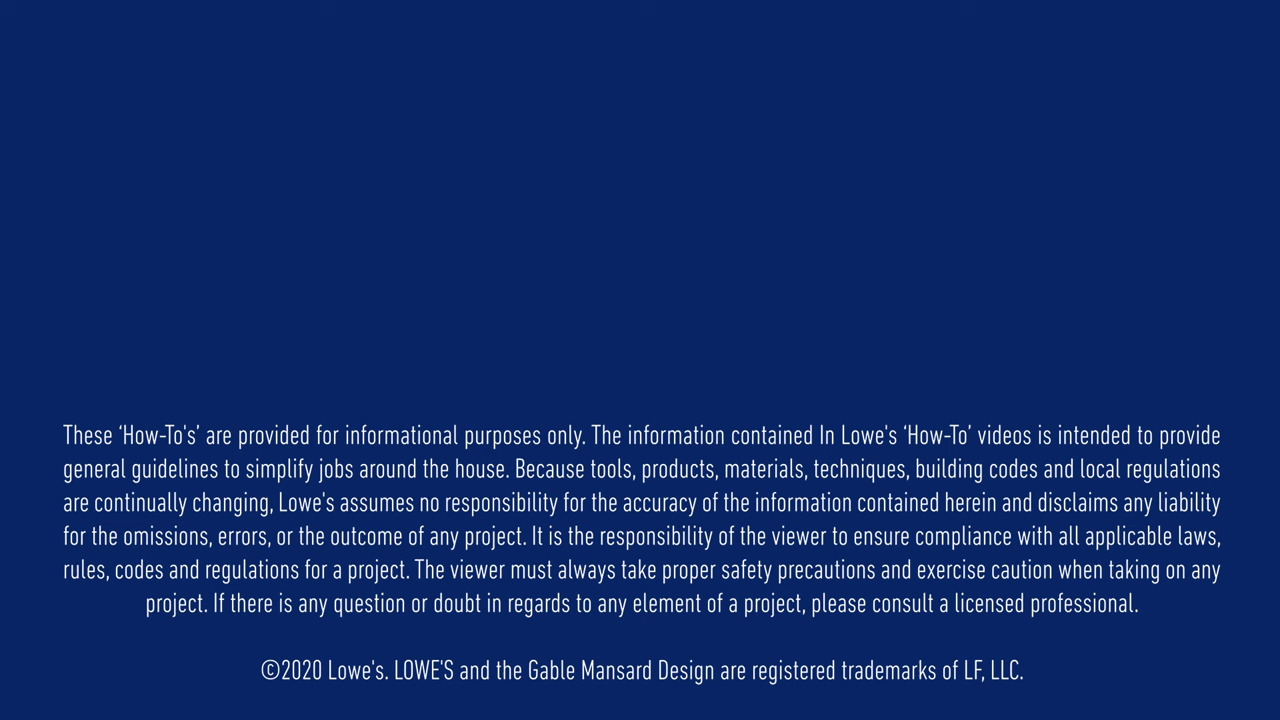 These ‘How-To's’ are provided for informational purposes only. The information contained In Lowe's ‘How-To’ videos is intended to provide
general guidelines to simplify jobs around the house. Because tools, products, materials, techniques, building codes and local regulations
are continually changing, Lowe's assumes no responsibility for the accuracy of the information contained herein and disclaims any liability
for the omissions, errors, or the outcome of any project. It is the responsibility of the viewer to ensure compliance with all applicable laws,
rules, codes and regulations for a project. The viewer must always take proper safety precautions and exercise caution when taking on any
project. If there is any question or doubt in regards to any element of a project, please consult a licensed professional.
©2020 Lowe's. LOWE'S and the Gable Mansard Design are registered trademarks of LF, LLC.